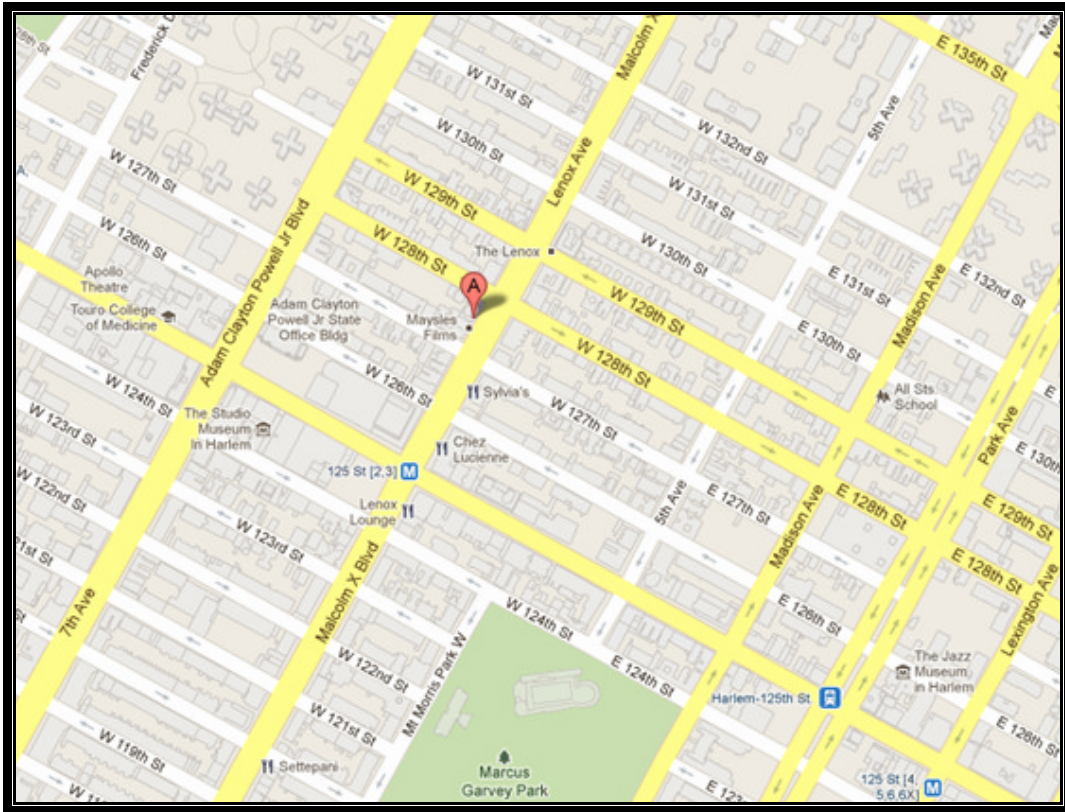 Frederick D
Malcolm X
E 135th St
W 131st St
5th Ave
W 132nd St
W 130th St
W 127th St
Lenox Ave
W 129th St
W 131st St
Adam Clayton Powell Jr Blvd
W 126th St
W 128th St
The Lenox
W 130th St
E 131st St
E 132nd St
Apollo
Theatre
A
W 129th St
Madison Ave
Touro College
of Medicine
Adam Clayton
Powell Jr State
Office Bldg
Maysles
Films
E 130th St
W 128th St
W 124th St
W 126th St
Sylvia's
All Sts
School
W 123rd St
The Studio
Museum
In Harlem
W 127th St
Park Ave
Chez
Lucienne
E 130th
125 St [2,3]
M
W 122nd St
5th Ave
E 127th St
E 128th St
E 129th St
Lenox
Lounge
Madison Ave
W 123rd St
21st St
E 128th St
Malcolm X Blvd
7th Ave
W 124th St
E 126th St
Lexington Ave
W 122nd St
Mt Morris Park W
E 124th St
The Jazz
Museum
in Harlem
Harlem-125th St
W 121st St
E 126th St
W 119th St
Settepani
Marcus
Garvey Park
125 St [4,
5,6,6X]
M
E 123